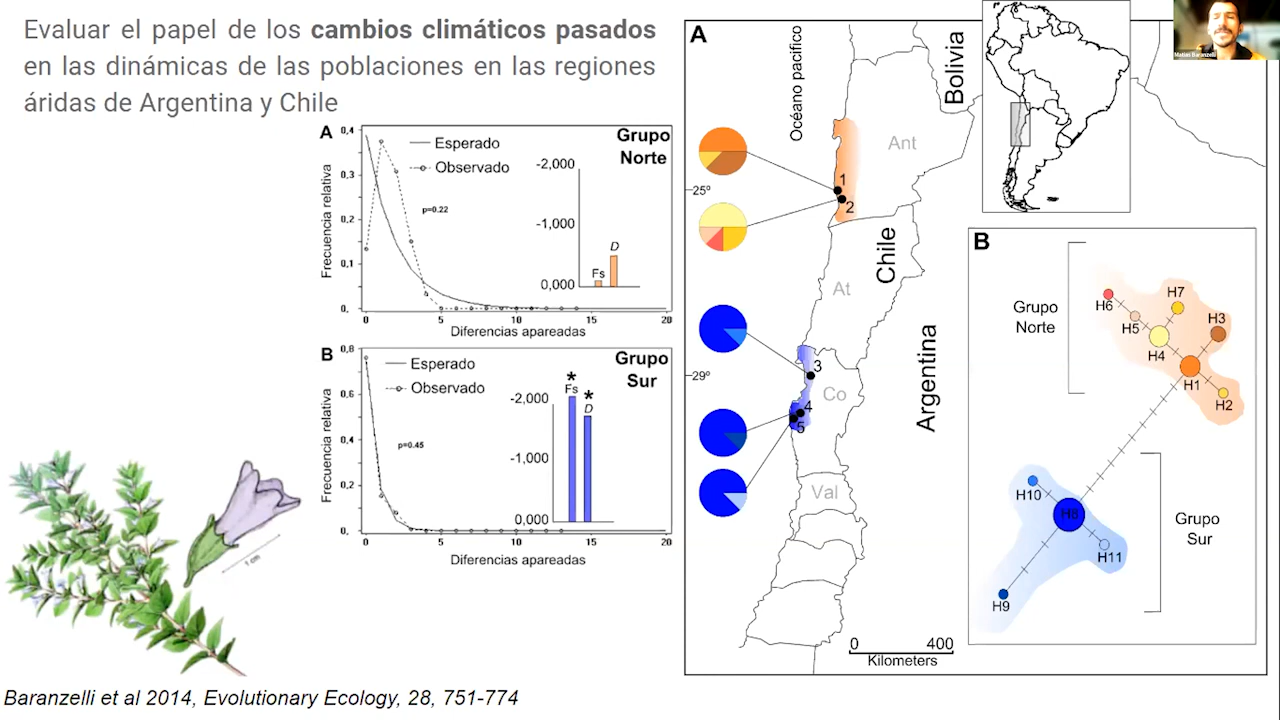 Evaluar el papel de los cambios climáticos pasados
en las dinámicas de las poblaciones en las regiones
áridas de Argentina y Chile
A
Grupo
Norte
Esperado
Observado
p=0.22
-2,000
-1,000
0,000
Fs
D
0,4
0,3
0,2
0,1
0,
0
5
10
15
20
Frecuencia relativa
Diferencias apareadas
B
Grupo
Sur
Esperado
Observado
p=0.45
-2,000
-1,000
0,000
*
Fs
*
D
0,8
0,6
0,4
0,2
0,
0
5
10
15
20
Frecuencia relativa
Diferencias apareadas
1 cm
Baranzelli et al 2014, Evolutionary Ecology, 28, 751-774
A
Océano pacífico
Bolivia
Chile
Argentina
Ant
At
Co
Val
25º
29º
1
2
3
4
5
0
400
Kilometers
B
Grupo
Norte
H6
H5
H7
H4
H3
H1
H2
Grupo
Sur
H10
H8
H11
H9
Matias Baranzelli